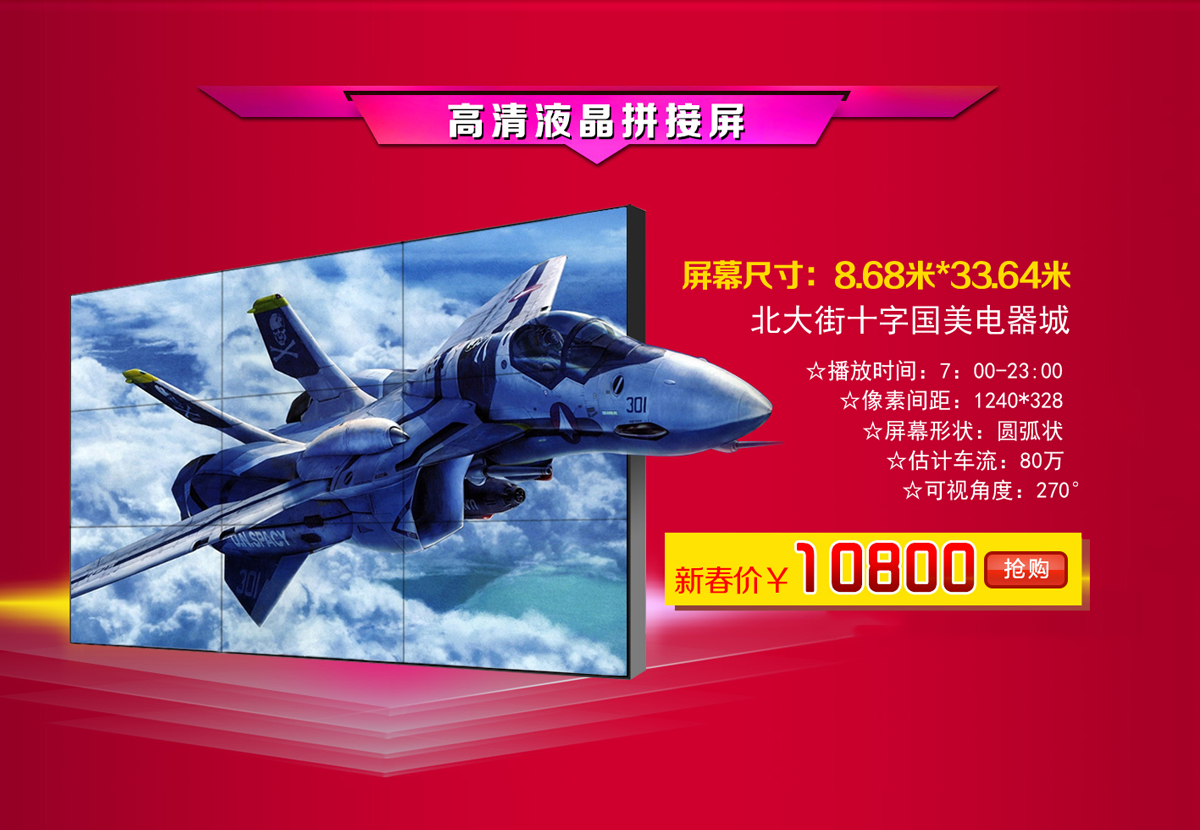 高清液晶拼接屏
屏幕尺寸：8.68米*33.64米
北大街十字国美电器城
☆播放时间：7：00-23:00
☆像素间距：1240*328
☆屏幕形状：圆弧状
☆估计车流：80万
☆可视角度：270°
新春价￥10800 抢购
301
U.N.SPACY
301